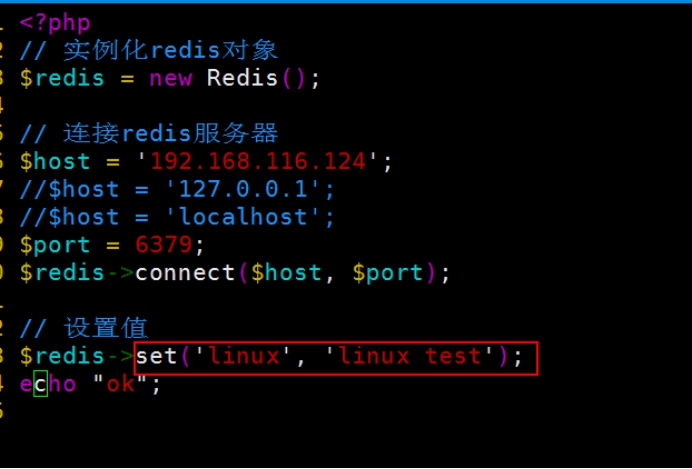 1 <?php
2 // 实例化redis对象
3 $redis = new Redis();
4
5 // 连接redis服务器
6 $host = '192.168.116.124';
7 //$host = '127.0.0.1';
8 //$host = 'localhost';
9 $port = 6379;
0 $redis->connect($host, $port);
1
2 // 设置值
3 $redis->set('linux', 'linux test');
4 echo "ok";
5